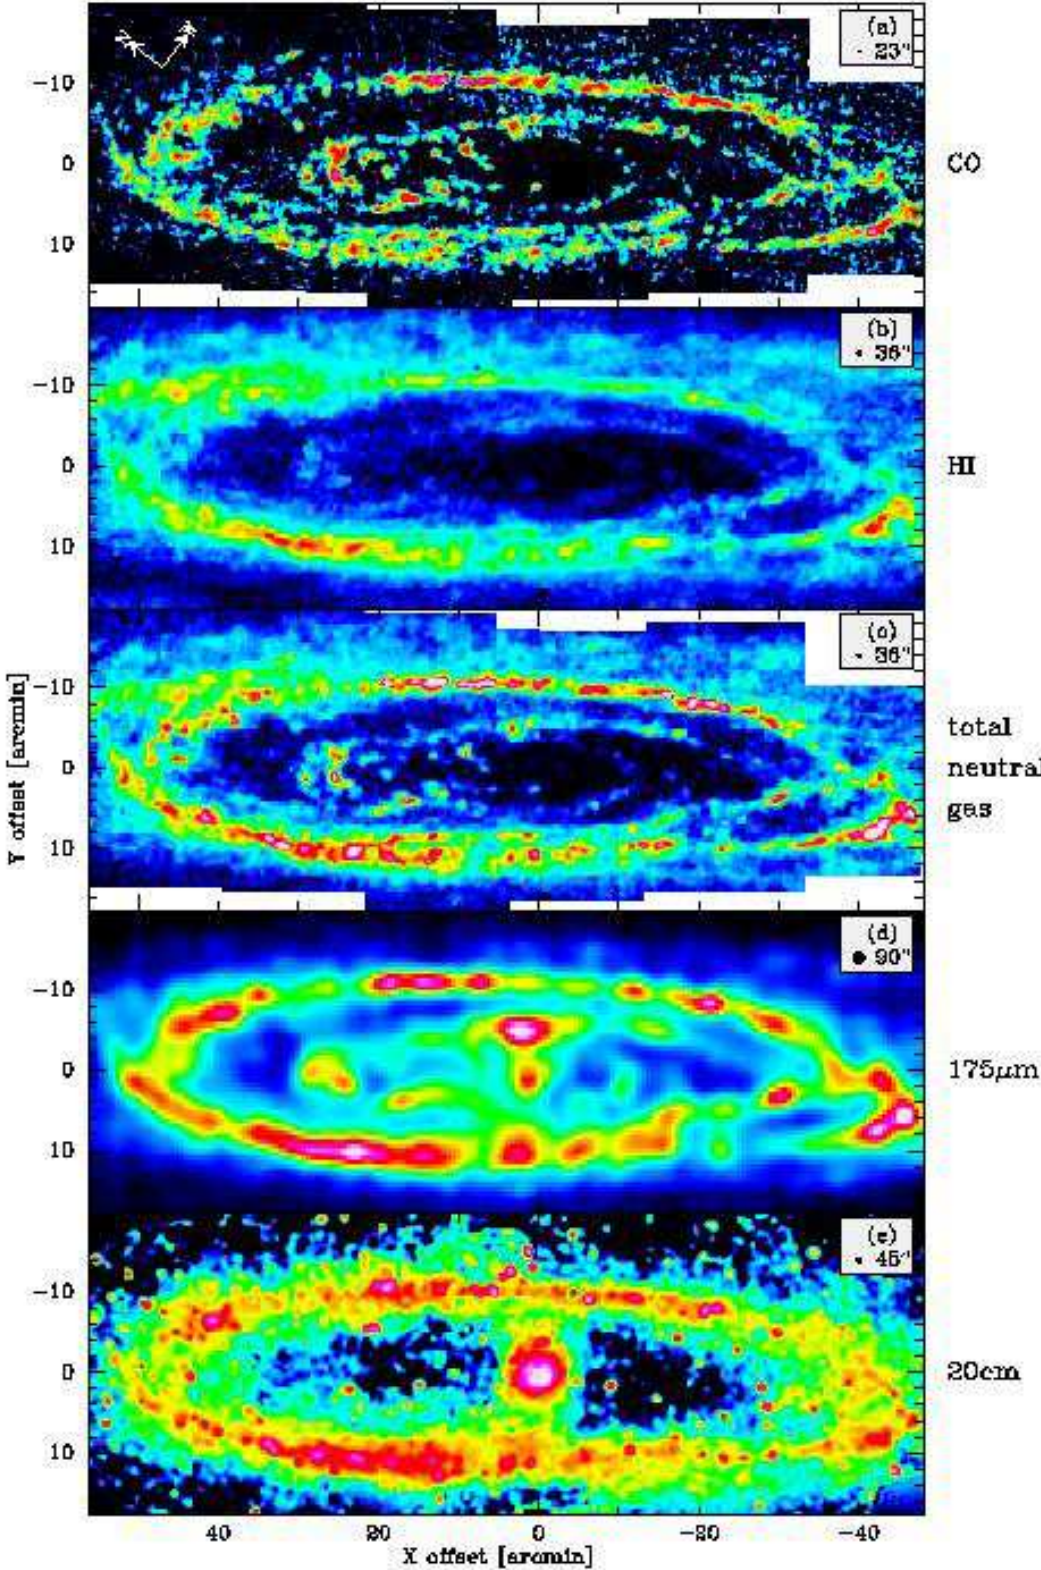 N
(a)
23"
-10
0
10
CO
(b)
36"
-10
0
10
HI
(c)
36"
-10
0
10
total
neutral
gas
Y offset [arcmin]
(d)
90"
-10
0
10
175μm
(e)
45"
-10
0
10
20cm
40 20 0 -20 -40
X offset [arcmin]